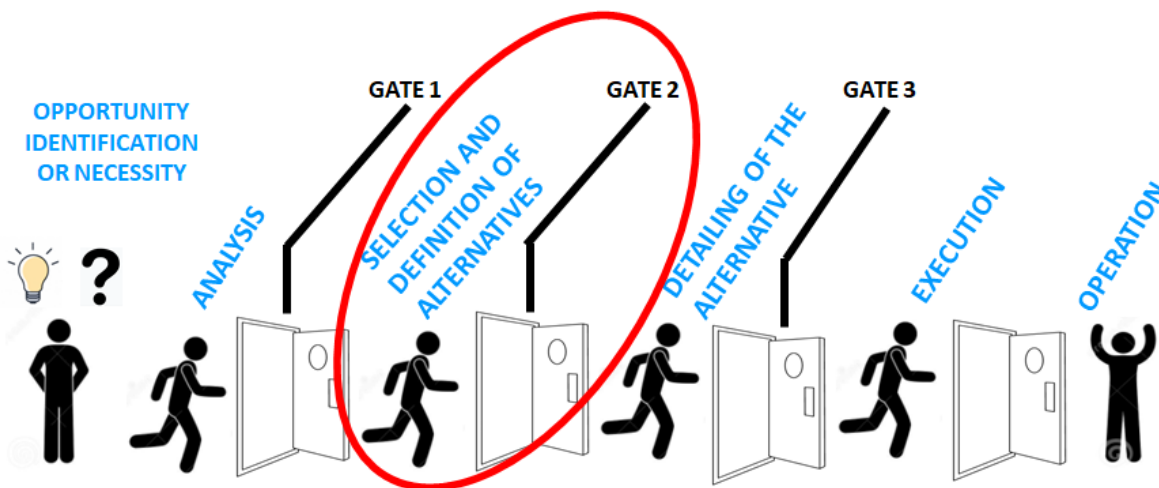 OPPORTUNITY
IDENTIFICATION
OR NECESSITY
ANALYSIS
GATE 1
SELECTION AND
DEFINITION OF
ALTERNATIVES
GATE 2
DETAILING OF THE
ALTERNATIVE
GATE 3
EXECUTION
OPERATION
?